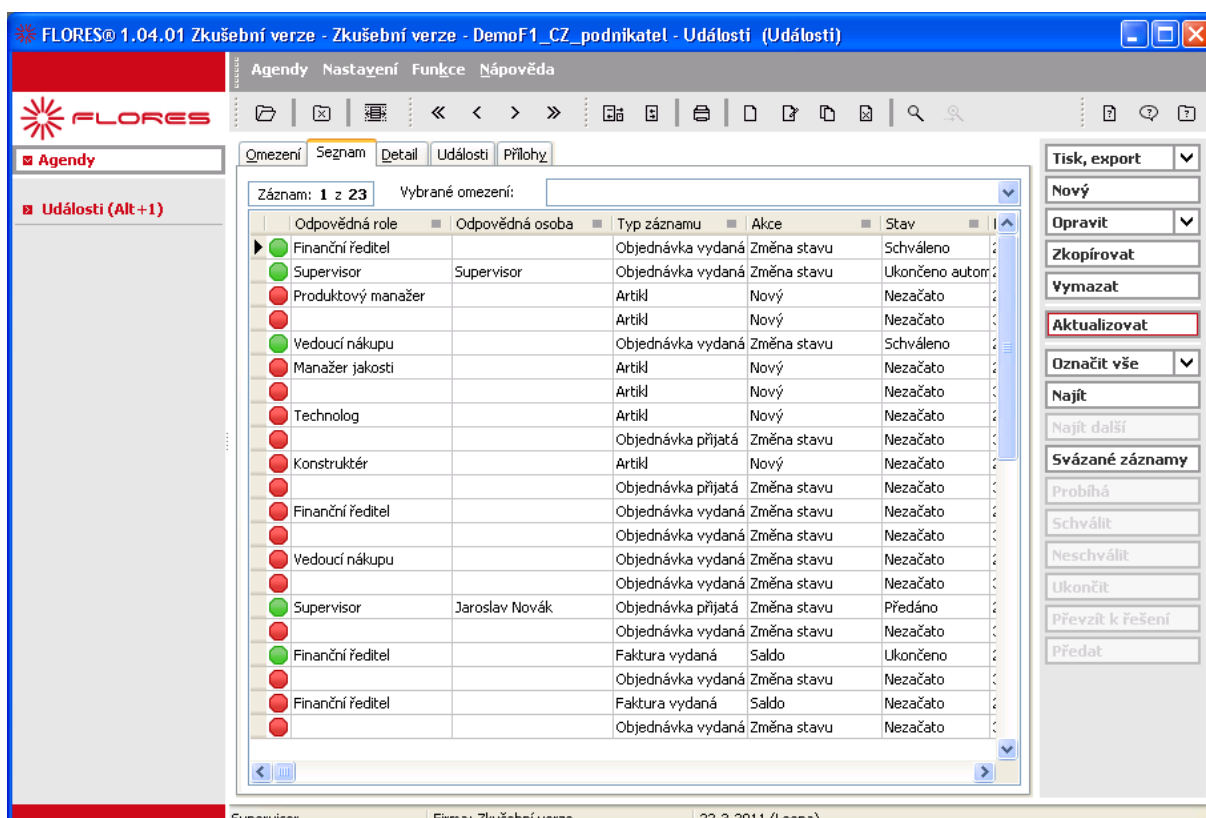 FLORES® 1.04.01 Zkušební verze - Zkušební verze - DemoF1_CZ_podnikatel - Události (Události)
Agendy Nastavení Funkce Nápověda
FLORES
Agendy
Události (Alt+1)
Omezení Seznam Detail Události Přílohy
Záznam: 1 z 23 Vybrané omezení:
Odpovědná role Odpovědná osoba Typ záznamu Akce Stav
Finanční ředitel Objednávka vydaná Změna stavu Schváleno
Supervisor Supervisor Objednávka vydaná Změna stavu Ukončeno autom
Produktový manažer Artikl Nový Nezačato
Artikl Nový Nezačato
Vedoucí nákupu Objednávka vydaná Změna stavu Schváleno
Manažer jakosti Artikl Nový Nezačato
Artikl Nový Nezačato
Technolog Artikl Nový Nezačato
Objednávka přijatá Změna stavu Nezačato
Konstruktér Artikl Nový Nezačato
Objednávka přijatá Změna stavu Nezačato
Finanční ředitel Objednávka vydaná Změna stavu Nezačato
Objednávka vydaná Změna stavu Nezačato
Vedoucí nákupu Objednávka vydaná Změna stavu Nezačato
Objednávka vydaná Změna stavu Nezačato
Supervisor Jaroslav Novák Objednávka přijatá Změna stavu Předáno
Objednávka vydaná Změna stavu Nezačato
Finanční ředitel Faktura vydaná Saldo Ukončeno
Objednávka vydaná Změna stavu Nezačato
Finanční ředitel Faktura vydaná Saldo Nezačato
Objednávka vydaná Změna stavu Nezačato
Tisk, export
Nový
Opravit
Zkopírovat
Vymazat
Aktualizovat
Označit vše
Najít
Najít další
Svázané záznamy
Probíhá
Schválit
Neschválit
Ukončit
Převzít k řešení
Předat